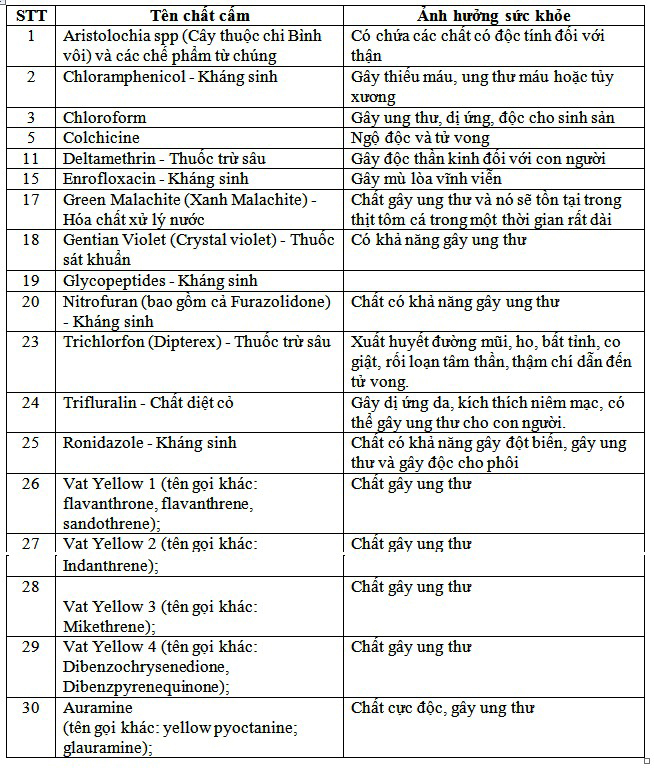 STT Tên chất cấm Ảnh hưởng sức khỏe
1 Aristolochia spp (Cây thuộc chi Bình Có chứa các chất có độc tính đối với
vôi) và các chế phẩm từ chúng thận
2 Chloramphenicol - Kháng sinh Gây thiếu máu, ung thư máu hoặc tủy
xương
3 Chloroform Gây ung thư, dị ứng, độc cho sinh sản
5 Colchicine Ngộ độc và tử vong
11 Deltamethrin - Thuốc trừ sâu Gây độc thần kinh đối với con người
15 Enrofloxacin - Kháng sinh Gây mù lòa vĩnh viễn
17 Green Malachite (Xanh Malachite) - Chất gây ung thư và nó sẽ tồn tại trong
Hóa chất xử lý nước thịt tôm cá trong một thời gian rất dài
18 Gentian Violet (Crystal violet) - Thuốc Có khả năng gây ung thư
sát khuẩn
19 Glycopeptides - Kháng sinh
20 Nitrofuran (bao gồm cả Furazolidone) Chất có khả năng gây ung thư
- Kháng sinh
23 Trichlorfon (Dipterex) - Thuốc trừ sâu Xuất huyết đường mũi, ho, bất tỉnh, co
giật, rối loạn tâm thần, thậm chí dẫn đến
tử vong.
24 Trifluralin - Chất diệt cỏ Gây dị ứng da, kích thích niêm mạc, có
thể gây ung thư cho con người.
25 Ronidazole - Kháng sinh Chất có khả năng gây đột biến, gây ung
thư và gây độc cho phôi
26 Vat Yellow 1 (tên gọi khác: Chất gây ung thư
flavanthrone, flavanthrene,
sandothrene);
27 Vat Yellow 2 (tên gọi khác: Chất gây ung thư
Indanthrene);
28 Chất gây ung thư
Vat Yellow 3 (tên gọi khác:
Mikethrene);
29 Vat Yellow 4 (tên gọi khác: Chất gây ung thư
Dibenzochrysenedione,
Dibenzpyrenequinone);
30 Auramine Chất cực độc, gây ung thư
(tên gọi khác: yellow pyoctanine;
glauramine);